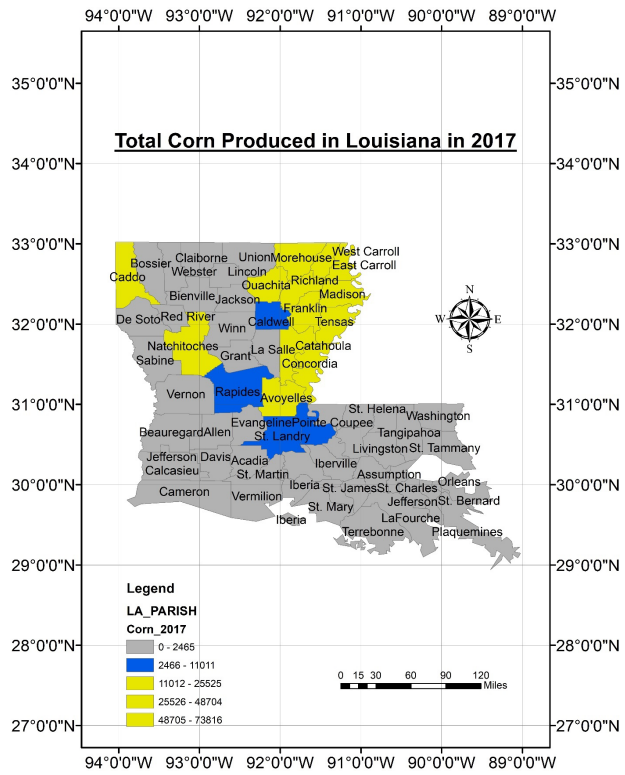 94°0'0"W 93°0'0"W 92°0'0"W 91°0'0"W 90°0'0"W 89°0'0"W
35°0'0"N 35°0'0"N
Total Corn Produced in Louisiana in 2017
34°0'0"N 34°0'0"N
33°0'0"N 33°0'0"N
West Carroll
Claiborne Union Morehouse
Bossier East Carroll
Webster Lincoln
Caddo Richland
Ouachita
Bienville Jackson Madison
Franklin
De Soto Red River Caldwell Tensas
32°0'0"N 32°0'0"N
Winn
Natchitoches La Salle Catahoula
Sabine Grant Concordia
Vernon Rapides Avoyelles
31°0'0"N 31°0'0"N
St. Helena Washington
Evangeline Pointe Coupee
Beauregard Allen St. Landry Tangipahoa
Livingston St. Tammany
Jefferson Davis Acadia Iberville
Calcasieu St. Martin Assumption
30°0'0"N 30°0'0"N
Cameron Vermilion Iberia St. James St. Charles Orleans
St. Mary Jefferson St. Bernard
Iberia LaFourche
Terrebonne Plaquemines
29°0'0"N 29°0'0"N
28°0'0"N 28°0'0"N
27°0'0"N 27°0'0"N
N
W E
S
Legend
LA_PARISH
Corn_2017
0 - 2465
2466 - 11011
11012 - 25525
25526 - 48704
48705 - 73816
0 15 30 60 90 120
Miles
94°0'0"W 93°0'0"W 92°0'0"W 91°0'0"W 90°0'0"W 89°0'0"W